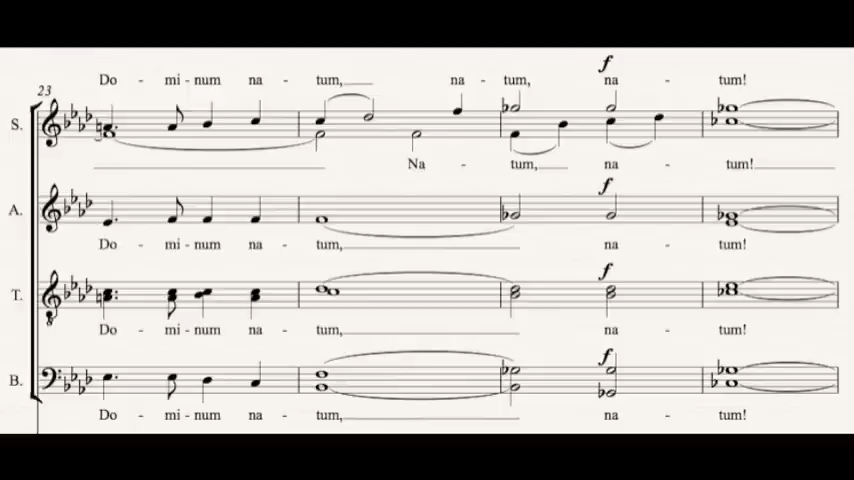 Do - mi - num na - tum, na - tum, na - tum!
23
S.
Na - tum, na - tum!
A.
Do - mi - num na - tum, na - tum!
T.
Do - mi - num na - tum, na - tum!
B.
Do - mi - num na - tum, na - tum!
f
f
f
f